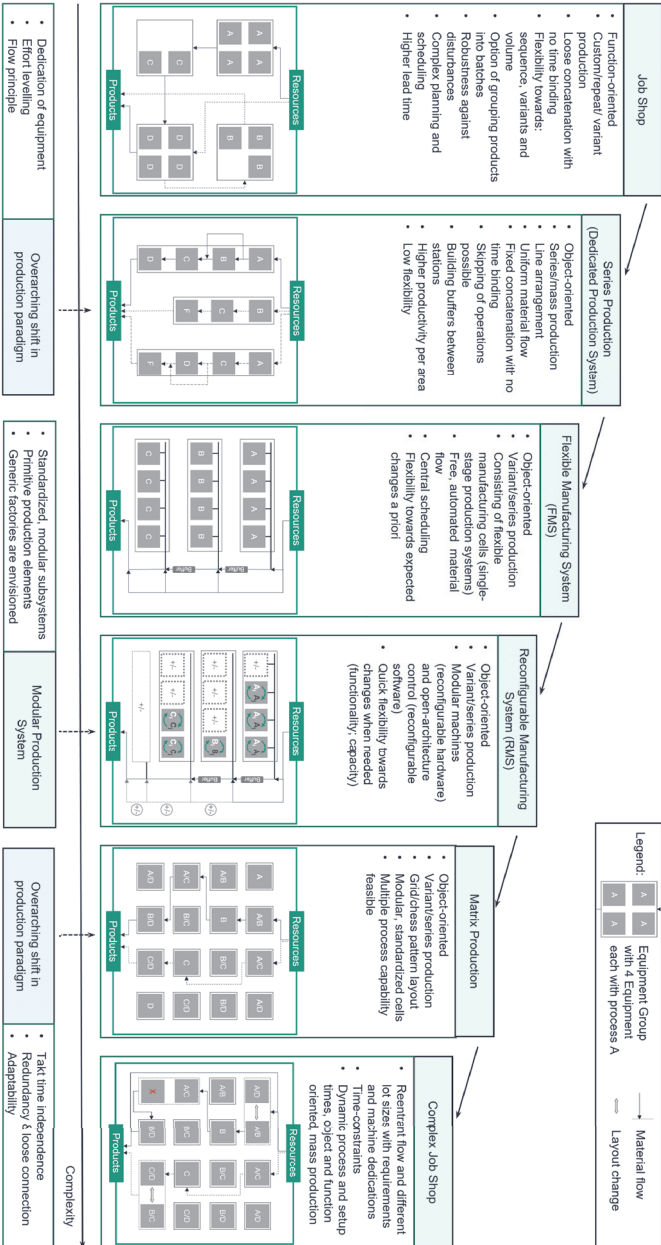 Legend:
A A
A A
Equipment Group
with 4 Equipment
each with process A
Material flow
Layout change
Job Shop
• Function-oriented
• Custom/repeat/ variant
production
• Loose concatenation with
no time binding
• Flexibility towards:
sequence, variants and
volume
• Option of grouping products
into batches
• Robustness against
disturbances
• Complex planning and
scheduling
• Higher lead time
Resources
A A B
A A B
D D
C C D D
Products
Series Production
(Dedicated Production System)
• Object-oriented
• Series/mass production
• Line arrangement
• Uniform material flow
• Fixed concatenation with no
time binding
• Skipping of operations
possible
• Building buffers between
stations
• Higher productivity per area
• Low flexibility
Resources
A B A
B C C
C F D
D F
Products
Flexible Manufacturing System
(FMS)
• Object-oriented
• Variant/series production
• Consisting of flexible
manufacturing cells (single-
stage production systems)
• Free, automated material
flow
• Central scheduling
• Flexibility towards expected
changes a priori
Resources
A A A A
Buffer
B B B B
Buffer
C C C C
Products
Reconfigurable Manufacturing
System (RMS)
• Object-oriented
• Variant/series production
• Modular machines
(reconfigurable hardware)
and open-architecture
control (reconfigurable
software)
• Quick flexibility towards
changes when needed
(functionality; capacity)
Resources
+/- A A A A A A
Buffer
+/- +/- +/- B B +/-
Buffer
+/- +/- C C C C +/-
+/- +/-
Products
Matrix Production
• Object-oriented
• Variant/series production
• Grid/chess pattern layout
• Modular, standardized cells
• Multiple process capability
feasible
Resources
A A/B A/C A/D
A/B B B/D
A/C B/C C C/D
A/D B/D C/D D
Products
Complex Job Shop
• Reentrant flow and different
lot sizes with requirements
and machine dedications
• Time-constraints
• Dynamic process and setup
times, object and function
oriented, mass production
Resources
A/D A/B A/C A/D
B B/D
A/C B/C C C/D
X B/D C/D B/C
Products
Complexity
• Dedication of equipment
• Effort levelling
• Flow principle
Overarching shift in
production paradigm
• Standardized, modular subsystems
• Primitive production elements
• Generic factories are envisioned
Modular Production
System
Overarching shift in
production paradigm
• Takt time independence
• Redundancy & loose connection
• Adaptability